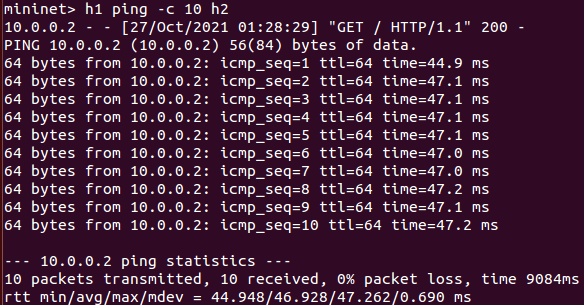 mininet> h1 ping -c 10 h2
10.0.0.2 - - [27/Oct/2021 01:28:29] "GET / HTTP/1.1" 200 -
PING 10.0.0.2 (10.0.0.2) 56(84) bytes of data.
64 bytes from 10.0.0.2: icmp_seq=1 ttl=64 time=44.9 ms
64 bytes from 10.0.0.2: icmp_seq=2 ttl=64 time=47.1 ms
64 bytes from 10.0.0.2: icmp_seq=3 ttl=64 time=47.1 ms
64 bytes from 10.0.0.2: icmp_seq=4 ttl=64 time=47.1 ms
64 bytes from 10.0.0.2: icmp_seq=5 ttl=64 time=47.1 ms
64 bytes from 10.0.0.2: icmp_seq=6 ttl=64 time=47.0 ms
64 bytes from 10.0.0.2: icmp_seq=7 ttl=64 time=47.0 ms
64 bytes from 10.0.0.2: icmp_seq=8 ttl=64 time=47.2 ms
64 bytes from 10.0.0.2: icmp_seq=9 ttl=64 time=47.1 ms
64 bytes from 10.0.0.2: icmp_seq=10 ttl=64 time=47.2 ms
--- 10.0.0.2 ping statistics ---
10 packets transmitted, 10 received, 0% packet loss, time 9084ms
rtt min/avg/max/mdev = 44.948/46.928/47.262/0.690 ms